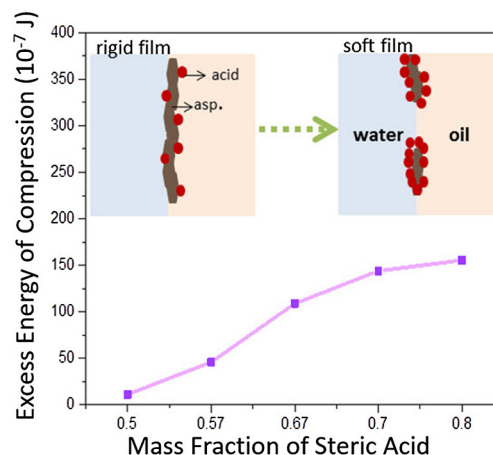 Excess Energy of Compression (10⁻⁷ J)
400
350
300
250
200
150
100
50
0
rigid film
acid
asp.
soft film
water
oil
0.5 0.57 0.67 0.7 0.8
Mass Fraction of Steric Acid